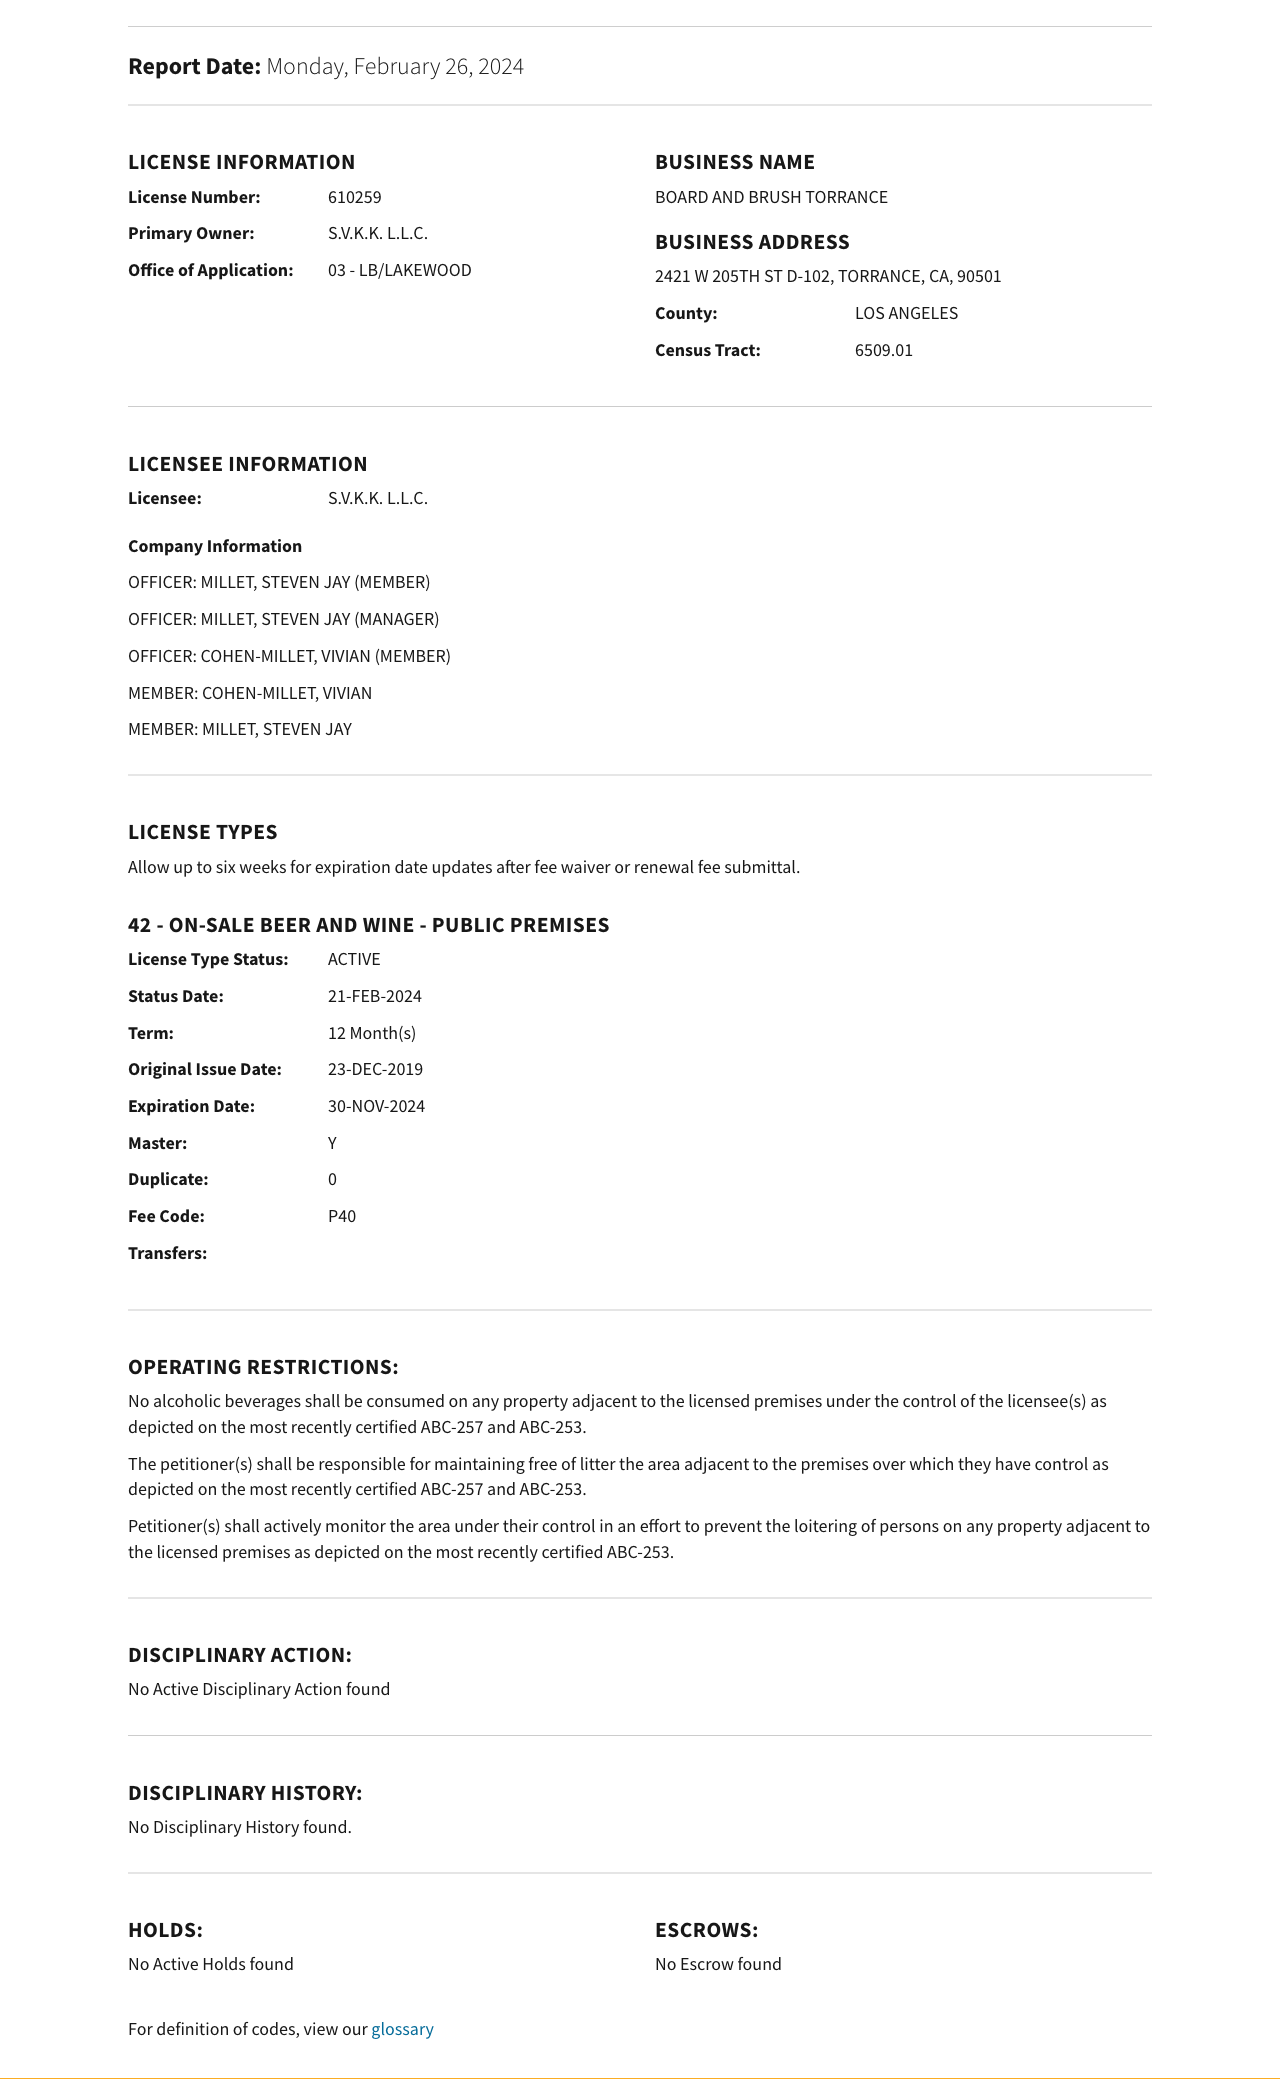 Report Date: Monday, February 26, 2024
LICENSE INFORMATION
License Number: 610259
Primary Owner: S.V.K.K. L.L.C.
Office of Application: 03 - LB/LAKEWOOD
BUSINESS NAME
BOARD AND BRUSH TORRANCE
BUSINESS ADDRESS
2421 W 205TH ST D-102, TORRANCE, CA, 90501
County: LOS ANGELES
Census Tract: 6509.01
LICENSEE INFORMATION
Licensee: S.V.K.K. L.L.C.
Company Information
OFFICER: MILLET, STEVEN JAY (MEMBER)
OFFICER: MILLET, STEVEN JAY (MANAGER)
OFFICER: COHEN-MILLET, VIVIAN (MEMBER)
MEMBER: COHEN-MILLET, VIVIAN
MEMBER: MILLET, STEVEN JAY
LICENSE TYPES
Allow up to six weeks for expiration date updates after fee waiver or renewal fee submittal.
42 - ON-SALE BEER AND WINE - PUBLIC PREMISES
License Type Status: ACTIVE
Status Date: 21-FEB-2024
Term: 12 Month(s)
Original Issue Date: 23-DEC-2019
Expiration Date: 30-NOV-2024
Master: Y
Duplicate: 0
Fee Code: P40
Transfers:
OPERATING RESTRICTIONS:
No alcoholic beverages shall be consumed on any property adjacent to the licensed premises under the control of the licensee(s) as
depicted on the most recently certified ABC-257 and ABC-253.
The petitioner(s) shall be responsible for maintaining free of litter the area adjacent to the premises over which they have control as
depicted on the most recently certified ABC-257 and ABC-253.
Petitioner(s) shall actively monitor the area under their control in an effort to prevent the loitering of persons on any property adjacent to
the licensed premises as depicted on the most recently certified ABC-253.
DISCIPLINARY ACTION:
No Active Disciplinary Action found
DISCIPLINARY HISTORY:
No Disciplinary History found.
HOLDS:
No Active Holds found
ESCROWS:
No Escrow found
For definition of codes, view our glossary